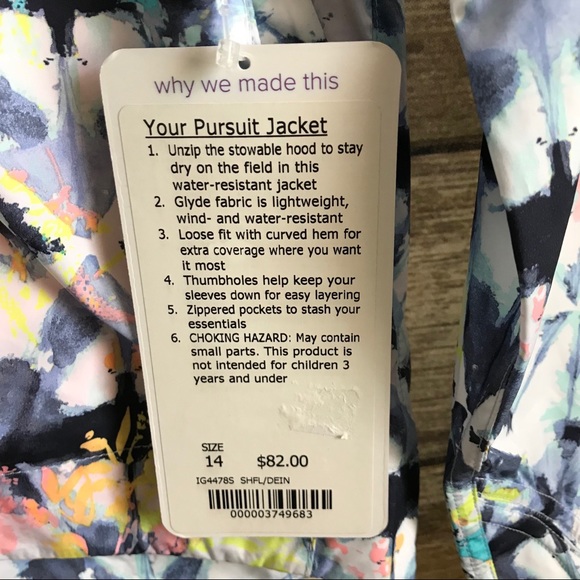 why we made this
Your Pursuit Jacket
1. Unzip the stowable hood to stay
dry on the field in this
water-resistant jacket
2. Glyde fabric is lightweight,
wind- and water-resistant
3. Loose fit with curved hem for
extra coverage where you want
it most
4. Thumbholes help keep your
sleeves down for easy layering
5. Zippered pockets to stash your
essentials
6. CHOKING HAZARD: May contain
small parts. This product is
not intended for children 3
years and under
SIZE
14 $82.00
IG4478S SHFL/DEIN
000003749683